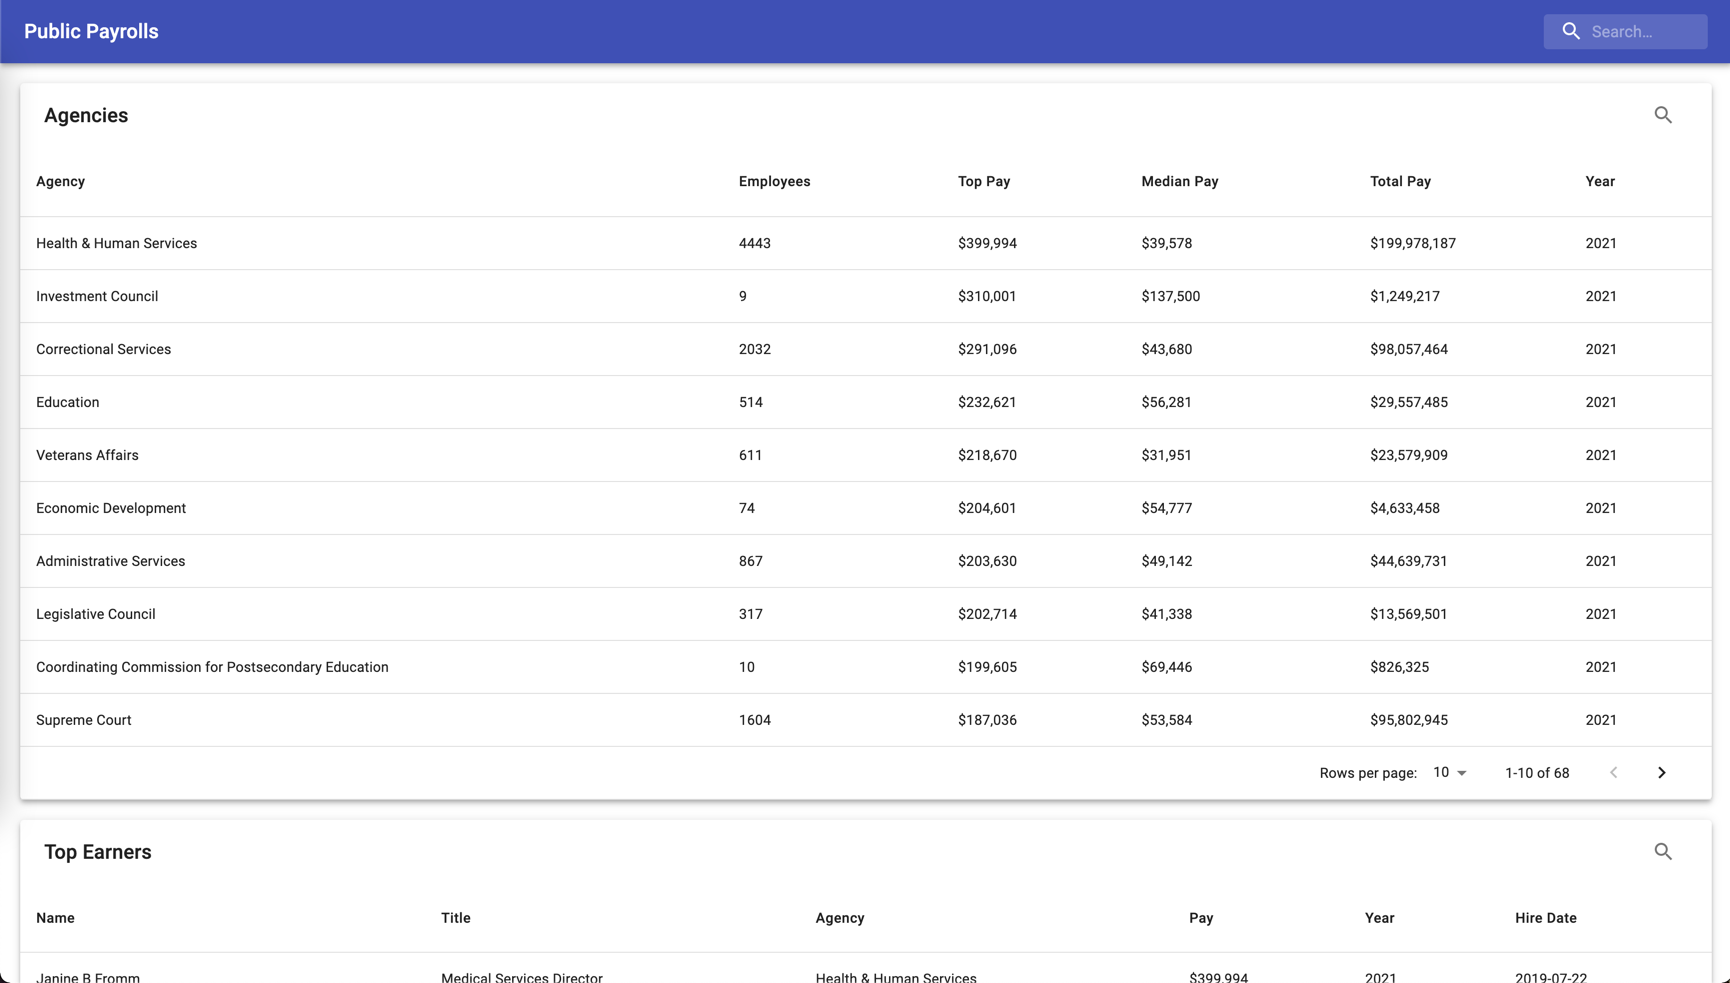 Public Payrolls
Search...
Agencies
Agency Employees Top Pay Median Pay Total Pay Year
Health & Human Services 4443 $399,994 $39,578 $199,978,187 2021
Investment Council 9 $310,001 $137,500 $1,249,217 2021
Correctional Services 2032 $291,096 $43,680 $98,057,464 2021
Education 514 $232,621 $56,281 $29,557,485 2021
Veterans Affairs 611 $218,670 $31,951 $23,579,909 2021
Economic Development 74 $204,601 $54,777 $4,633,458 2021
Administrative Services 867 $203,630 $49,142 $44,639,731 2021
Legislative Council 317 $202,714 $41,338 $13,569,501 2021
Coordinating Commission for Postsecondary Education 10 $199,605 $69,446 $826,325 2021
Supreme Court 1604 $187,036 $53,584 $95,802,945 2021
Rows per page: 10 1-10 of 68
Top Earners
Name Title Agency Pay Year Hire Date
Janine B Fromm Medical Services Director Health & Human Services $399,994 2021 2019-07-22